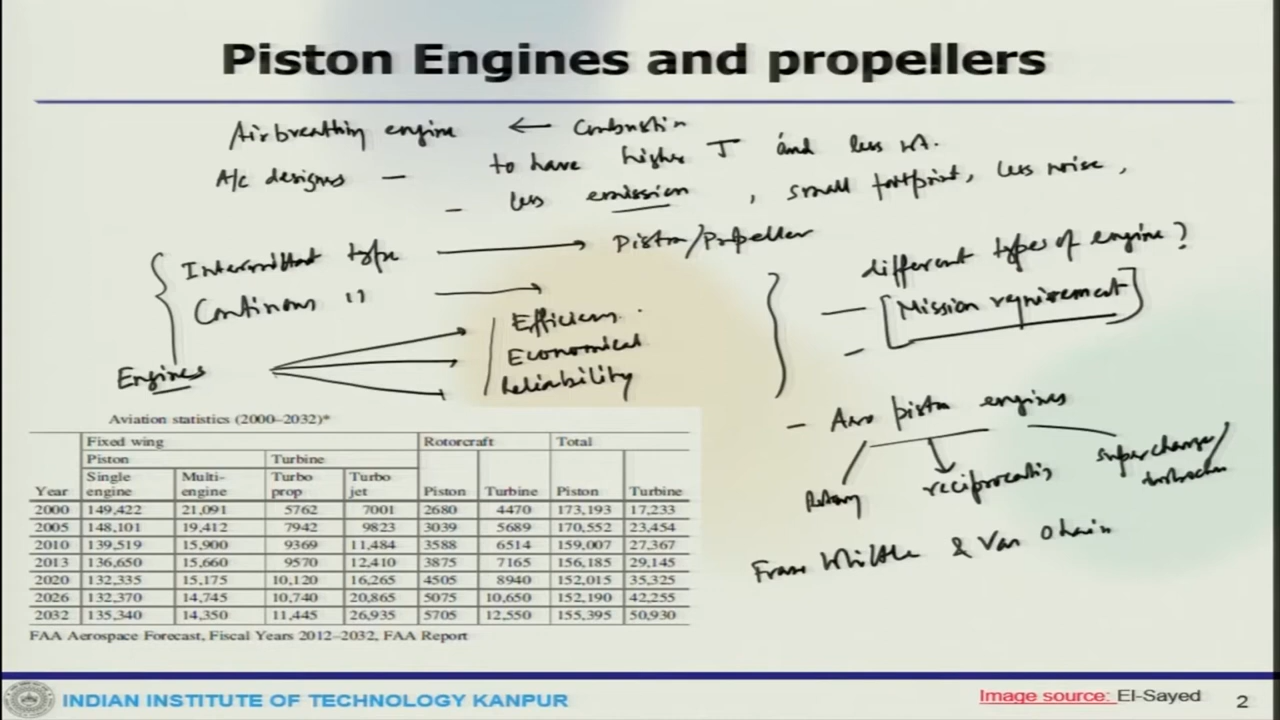 Piston Engines and propellers
Airbreathing engine ← Combustion
A/c designs – to have higher T and less wt.
– less emission, small footprint, less noise,
Intermittent type → Piston/Propeller
Continous " →
Engines
Efficiency.
Economical
Reliability
different types of engine?
– [Mission requirement]
–
– Aero piston engines
Rotary reciprocating supercharger/
& Van Ohain
Aviation statistics (2000–2032)*
Fixed wing Rotorcraft Total
Piston Turbine
Year Single engine Multi-engine Turbo prop Turbo jet Piston Turbine Piston Turbine
2000 149,422 21,091 5762 7001 2680 4470 173,193 17,233
2005 148,101 19,412 7942 9823 3039 5689 170,552 23,454
2010 139,519 15,900 9369 11,484 3588 6514 159,007 27,367
2013 136,650 15,660 9570 12,410 3875 7165 156,185 29,145
2020 132,335 15,175 10,120 16,265 4505 8940 152,015 35,325
2026 132,370 14,745 10,740 20,865 5075 10,650 152,190 42,255
2032 135,340 14,350 11,445 26,935 5705 12,550 155,395 50,930
FAA Aerospace Forecast, Fiscal Years 2012–2032, FAA Report
INDIAN INSTITUTE OF TECHNOLOGY KANPUR
Image source: El-Sayed
2